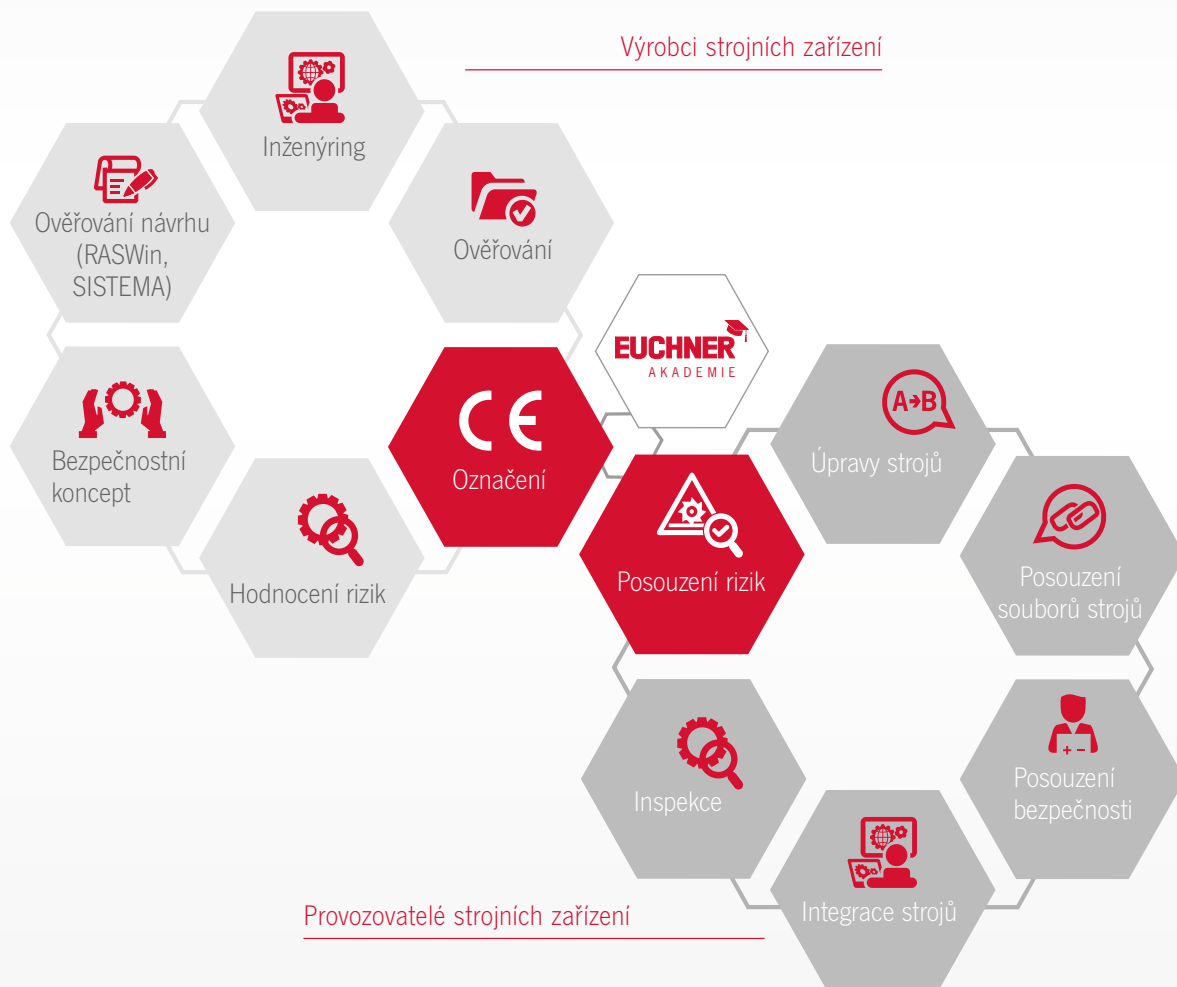 Výrobci strojních zařízení
Inženýring
Ověřování návrhu
(RASWin,
SISTEMA)
Ověřování
EUCHNER
AKADEMIE
CE
Označení
A→B
Úpravy strojů
Bezpečnostní
koncept
Hodnocení rizik
Posouzení rizik
Posouzení
souborů strojů
Inspekce
Posouzení
bezpečnosti
+ −
Integrace strojů
Provozovatelé strojních zařízení